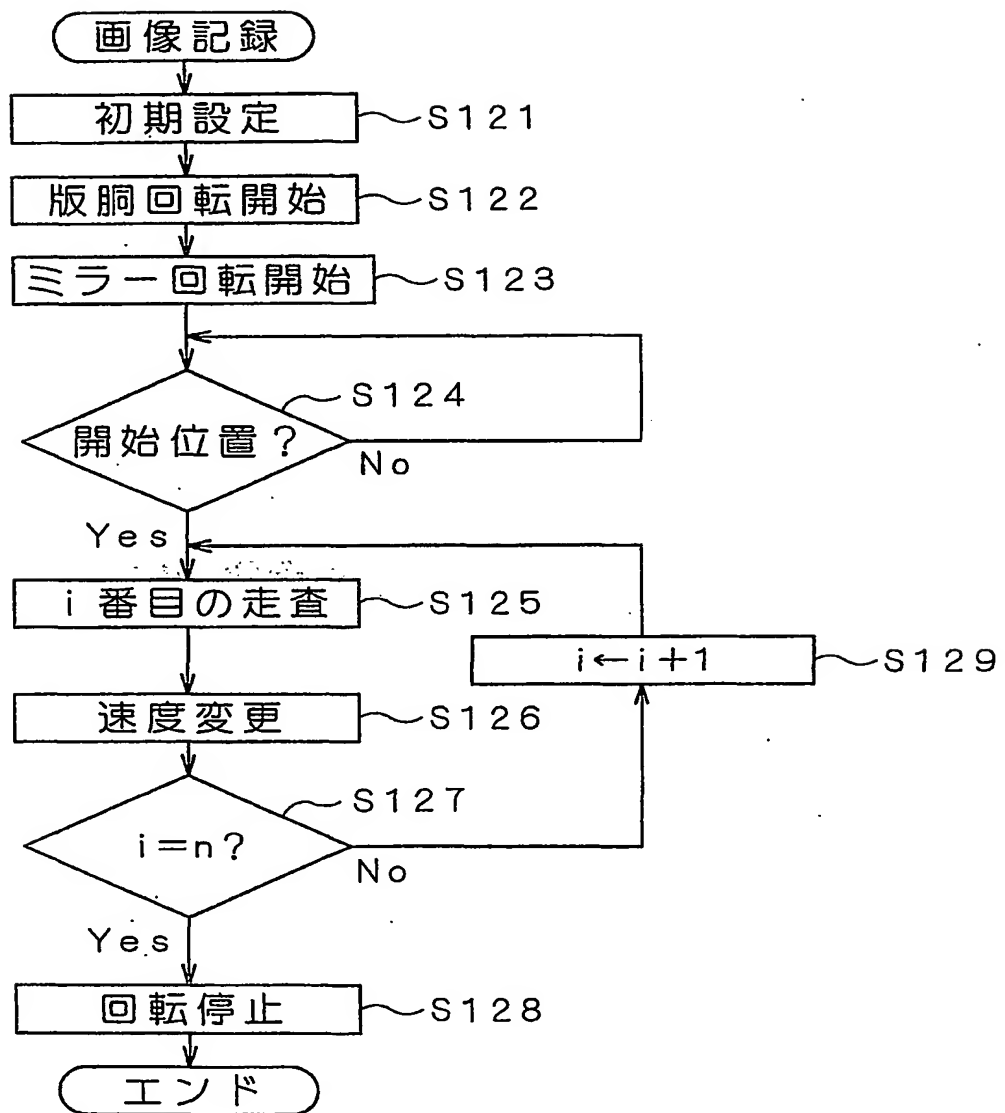 画像記録
初期設定 S121
版胴回転開始 S122
ミラー回転開始 S123
S124
開始位置?
No
Yes
i番目の走査 S125
i←i+1 S129
速度変更 S126
S127
i=n?
No
Yes
回転停止 S128
エンド